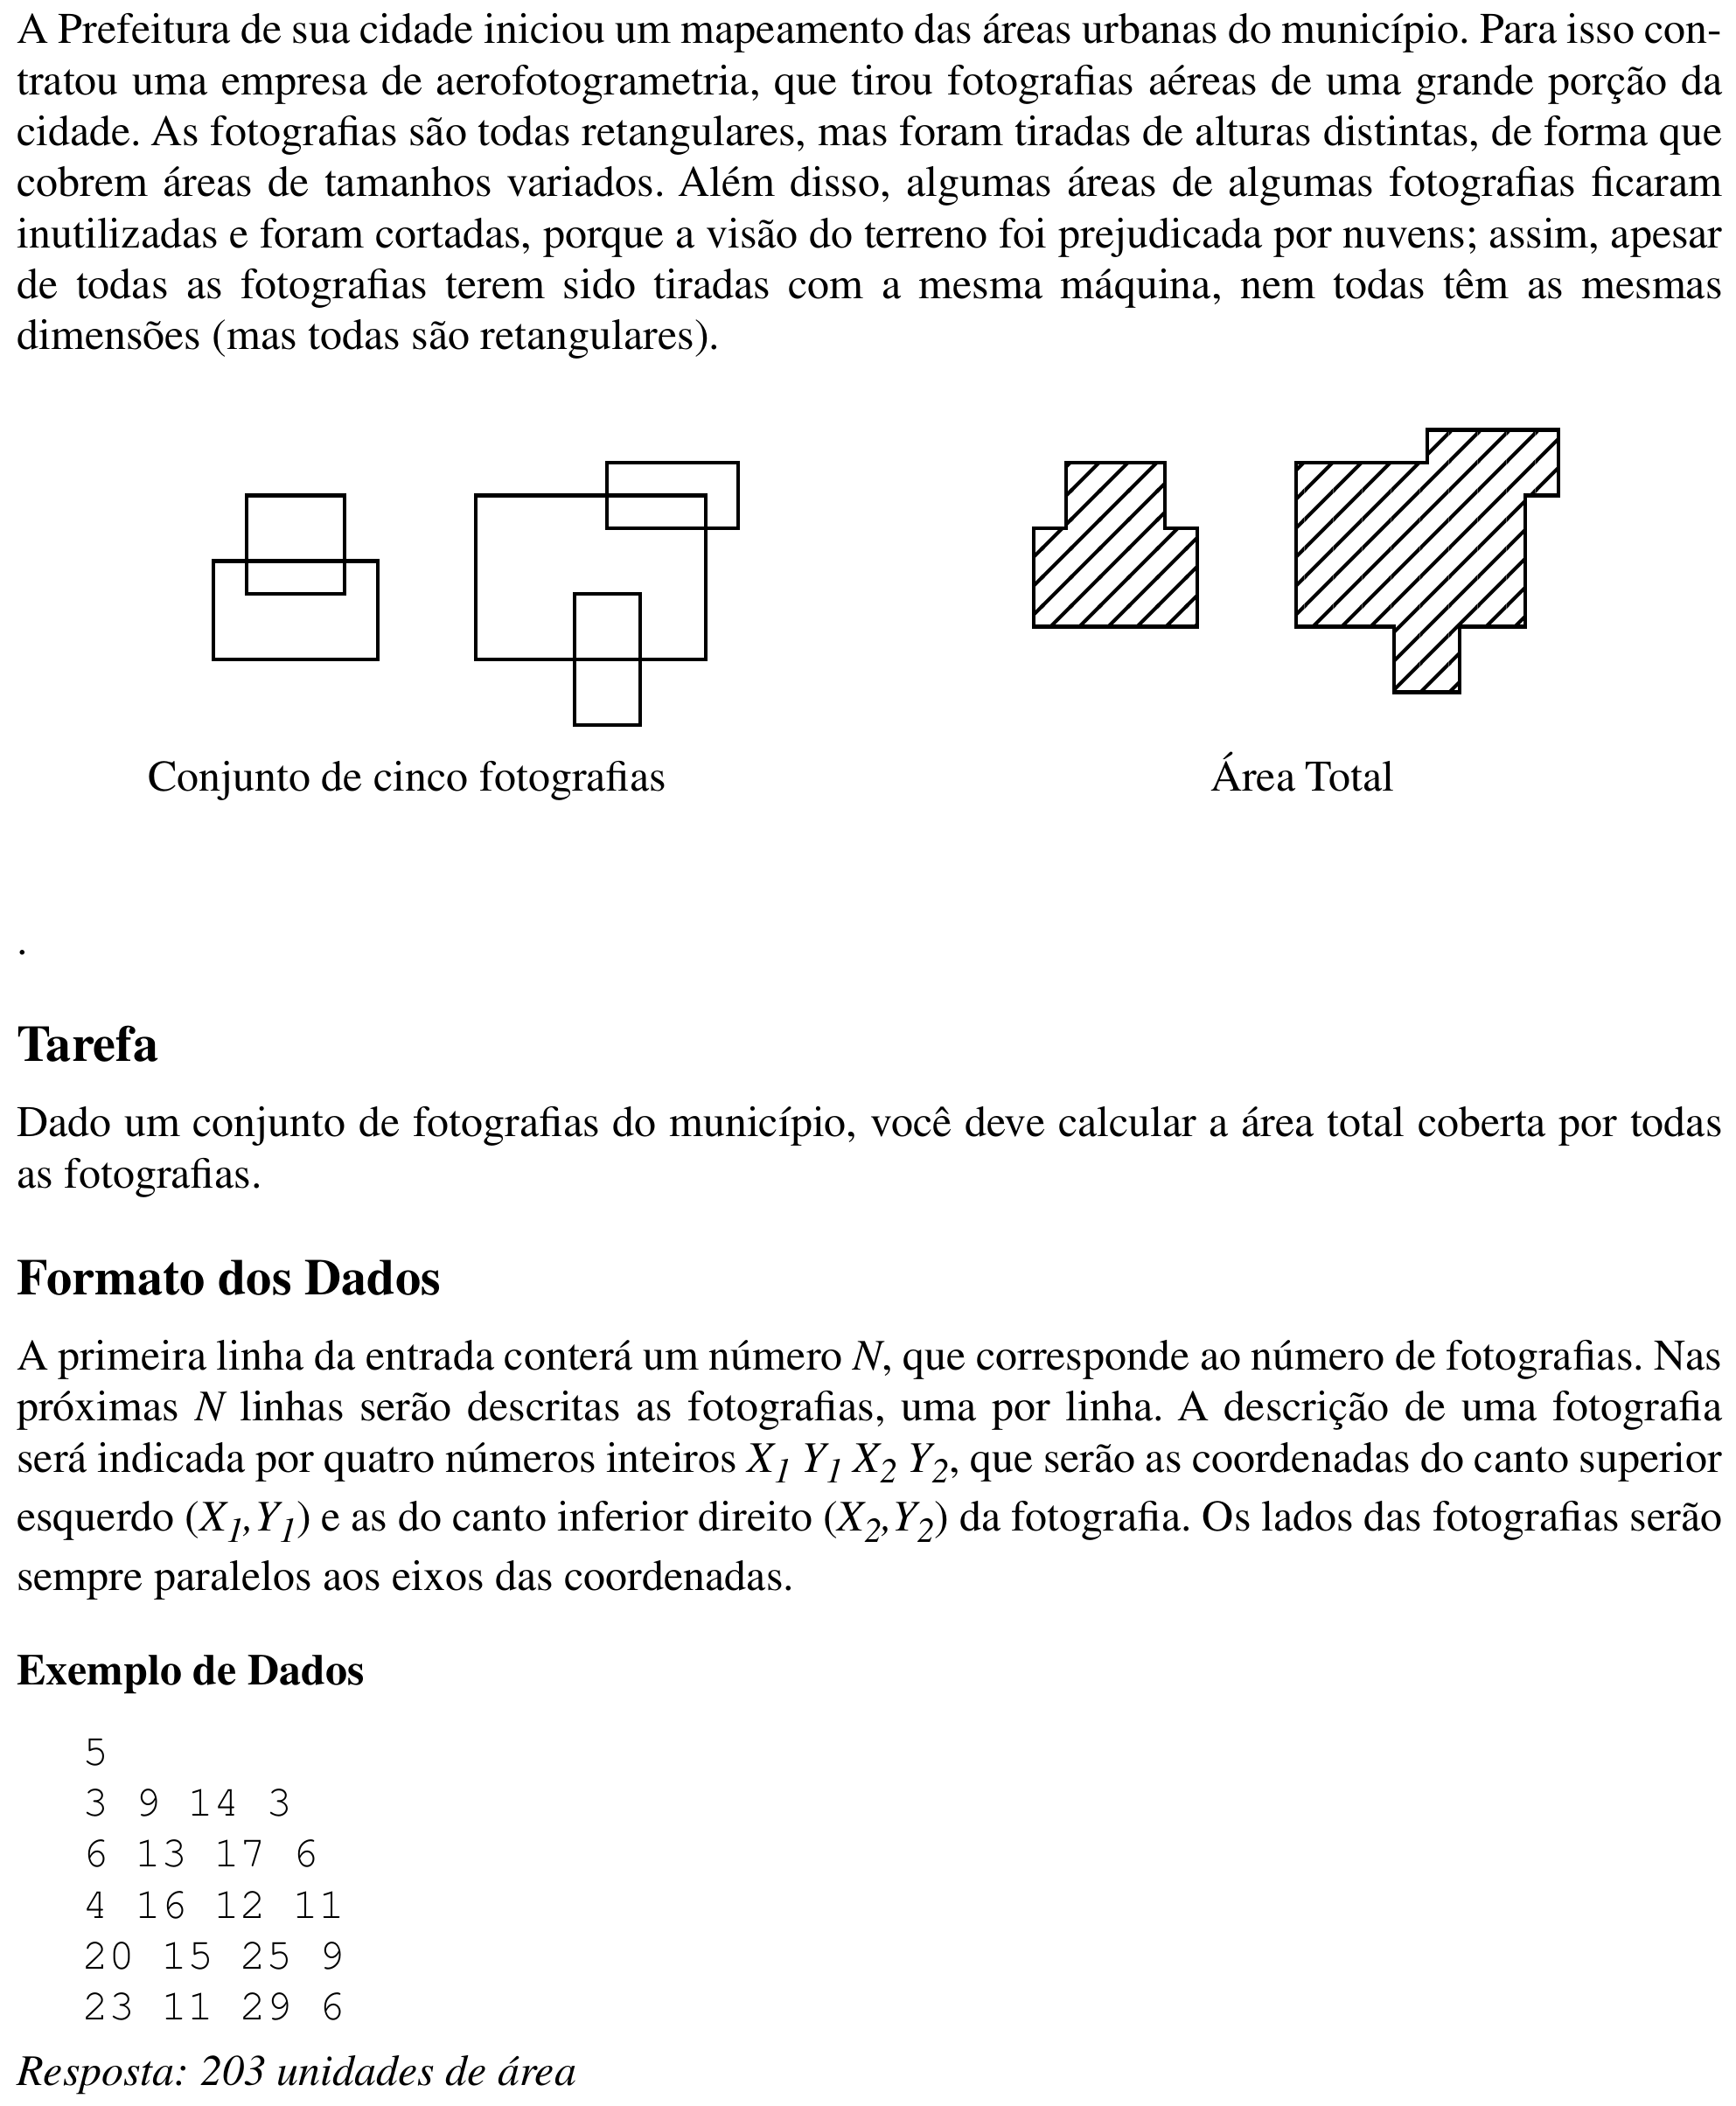 A Prefeitura de sua cidade iniciou um mapeamento das áreas urbanas do município. Para isso con-
tratou uma empresa de aerofotogrametria, que tirou fotografias aéreas de uma grande porção da
cidade. As fotografias são todas retangulares, mas foram tiradas de alturas distintas, de forma que
cobrem áreas de tamanhos variados. Além disso, algumas áreas de algumas fotografias ficaram
inutilizadas e foram cortadas, porque a visão do terreno foi prejudicada por nuvens; assim, apesar
de todas as fotografias terem sido tiradas com a mesma máquina, nem todas têm as mesmas
dimensões (mas todas são retangulares).
Conjunto de cinco fotografias
Área Total
.
Tarefa
Dado um conjunto de fotografias do município, você deve calcular a área total coberta por todas
as fotografias.
Formato dos Dados
A primeira linha da entrada conterá um número N, que corresponde ao número de fotografias. Nas
próximas N linhas serão descritas as fotografias, uma por linha. A descrição de uma fotografia
será indicada por quatro números inteiros X1 Y1 X2 Y2, que serão as coordenadas do canto superior
esquerdo (X1,Y1) e as do canto inferior direito (X2,Y2) da fotografia. Os lados das fotografias serão
sempre paralelos aos eixos das coordenadas.
Exemplo de Dados
5
3 9 14 3
6 13 17 6
4 16 12 11
20 15 25 9
23 11 29 6
Resposta: 203 unidades de área